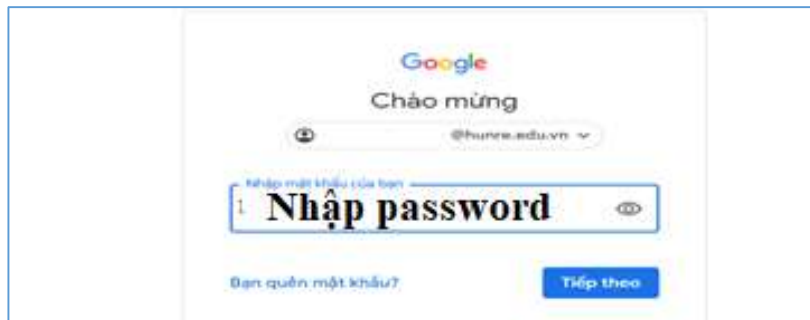 Google
Chào mừng
@hunre.edu.vn
Nhập mật khẩu của bạn
1 Nhập password
Bạn quên mật khẩu?
Tiếp theo